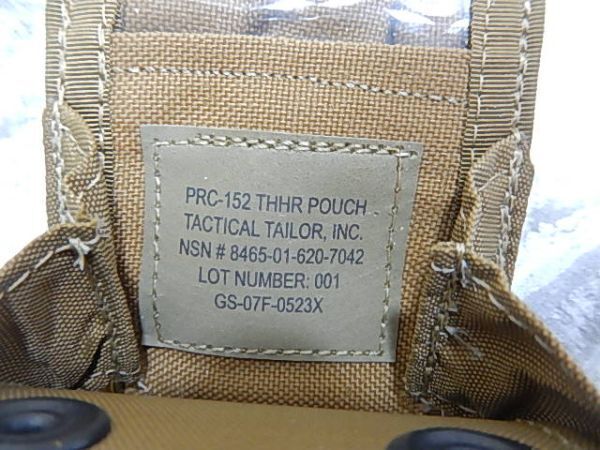 PRC-152 THHR POUCH
TACTICAL TAILOR, INC.
NSN # 8465-01-620-7042
LOT NUMBER: 001
GS-07F-0523X